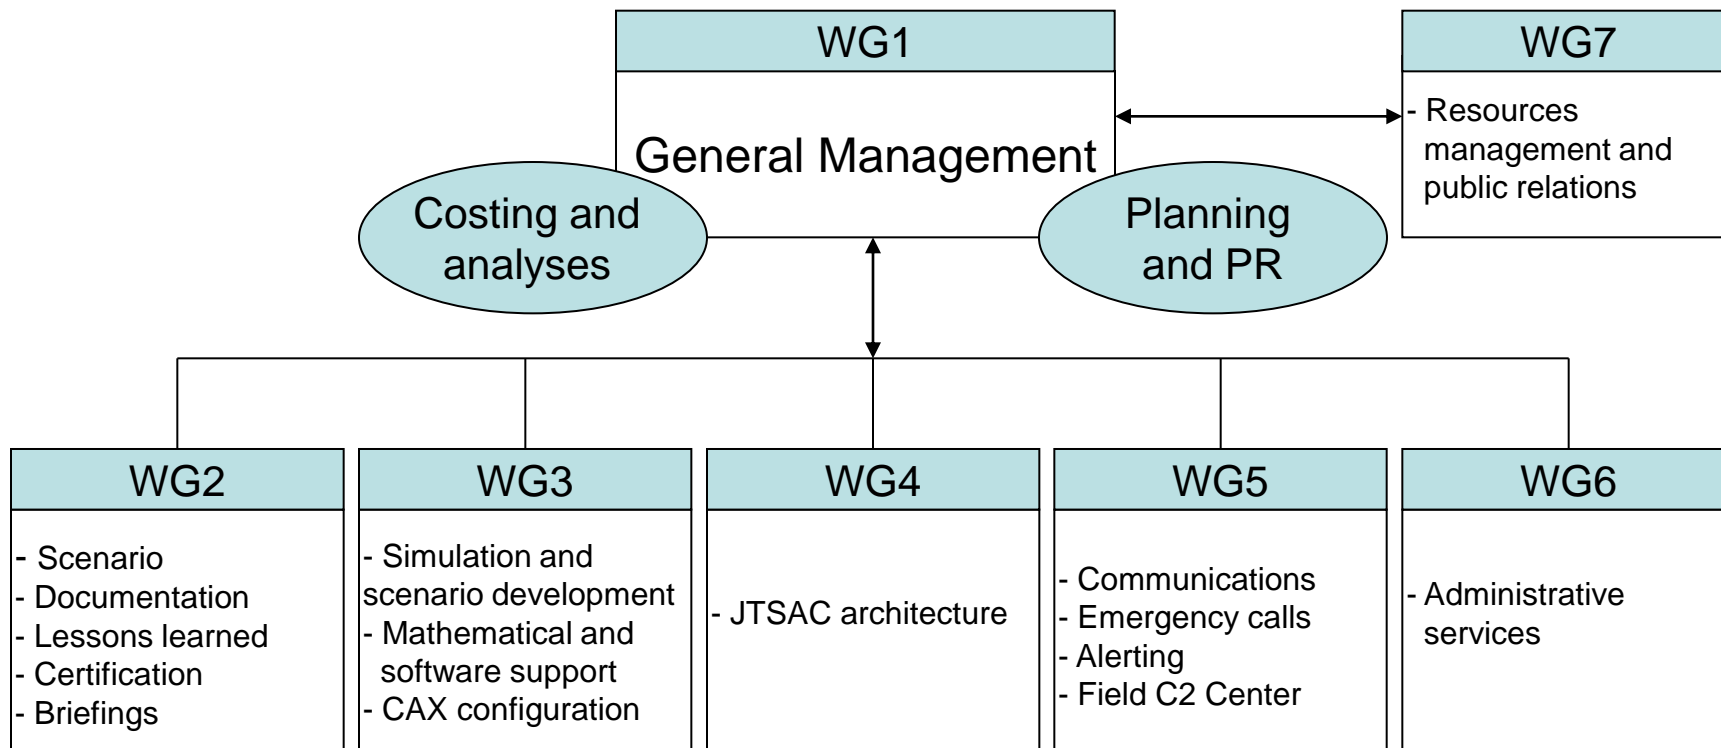 WG1
General Management
Costing and
analyses
Planning
and PR
WG7
- Resources
management and
public relations
WG2
- Scenario
- Documentation
- Lessons learned
- Certification
- Briefings
WG3
- Simulation and
scenario development
- Mathematical and
software support
- CAX configuration
WG4
- JTSAC architecture
WG5
- Communications
- Emergency calls
- Alerting
- Field C2 Center
WG6
- Administrative
services